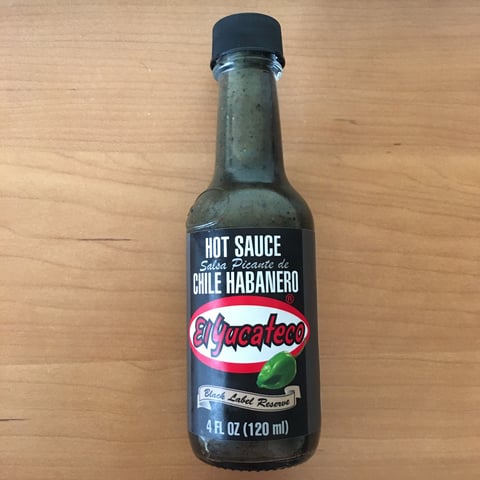 HOT SAUCE
Salsa Picante de
CHILE HABANERO
®
El Yucateco
Black Label Reserve
4 FL OZ (120 ml)